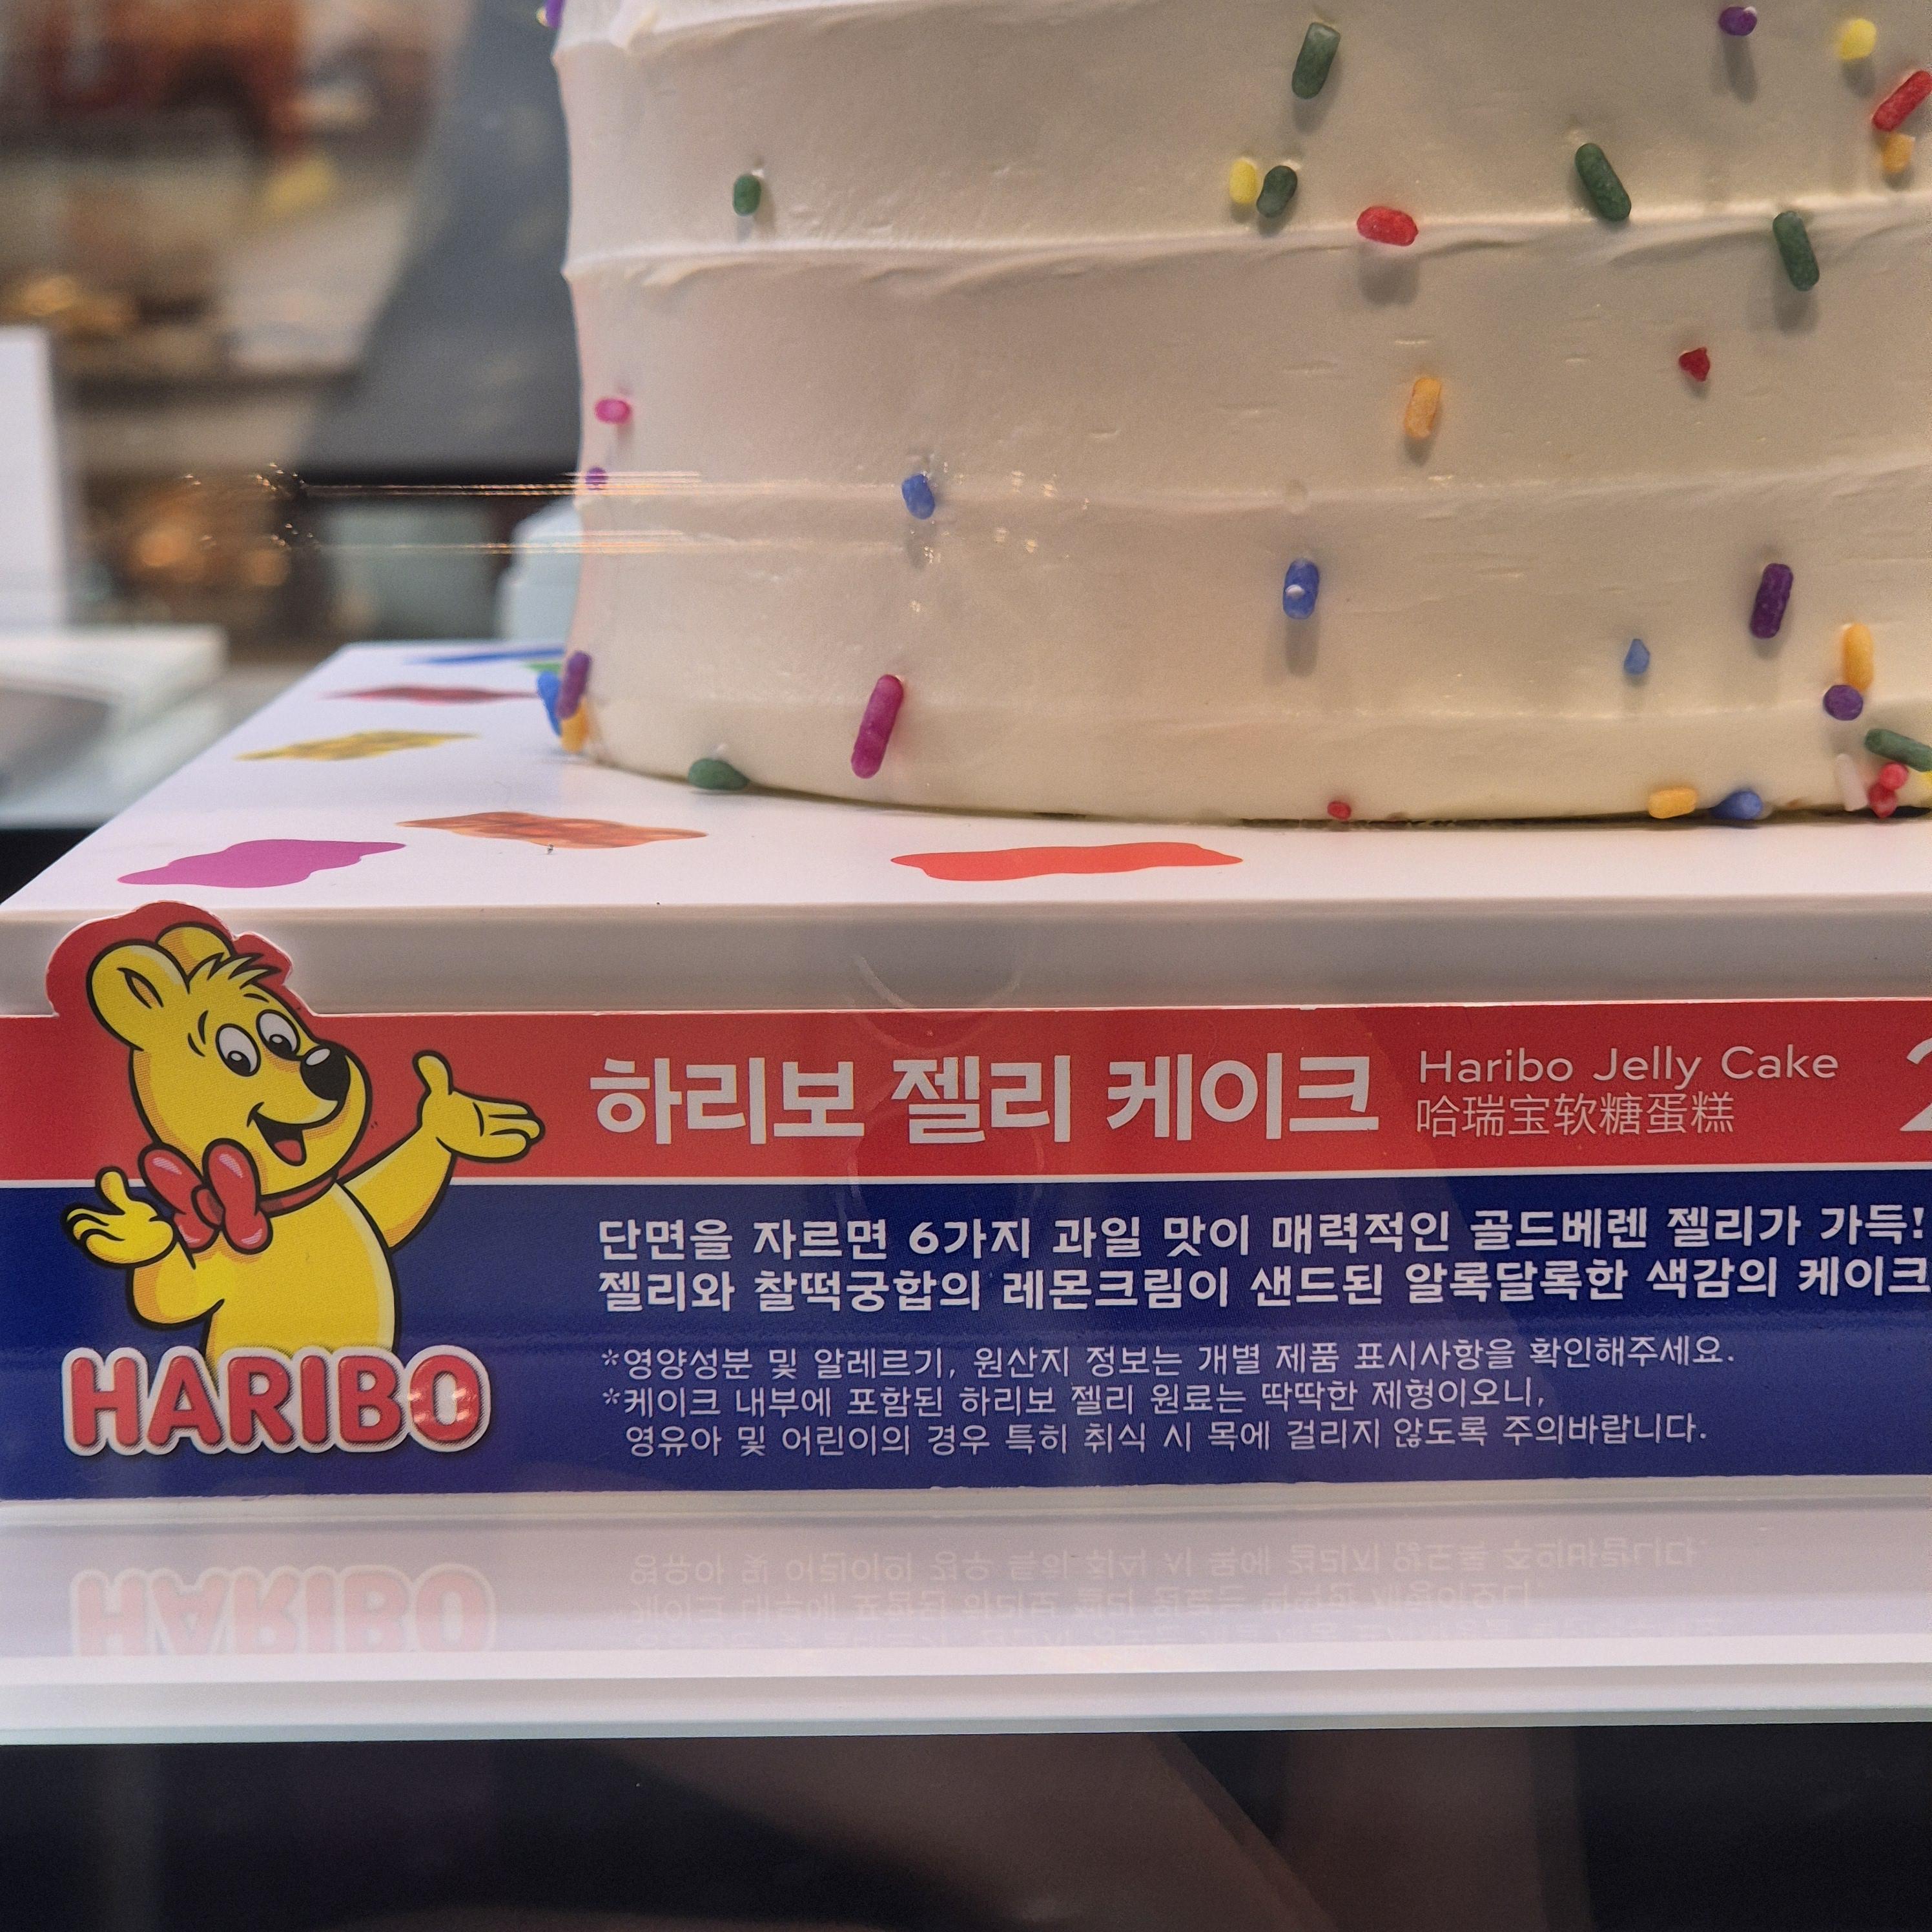 하리보 젤리 케이크 Haribo Jelly Cake
哈瑞宝软糖蛋糕
단면을 자르면 6가지 과일 맛이 매력적인 골드베렌 젤리가 가득!
젤리와 찰떡궁합의 레몬크림이 샌드된 알록달록한 색감의 케이크
*영양성분 및 알레르기, 원산지 정보는 개별 제품 표시사항을 확인해주세요.
*케이크 내부에 포함된 하리보 젤리 원료는 딱딱한 제형이오니,
영유아 및 어린이의 경우 특히 취식 시 목에 걸리지 않도록 주의바랍니다.
HARIBO